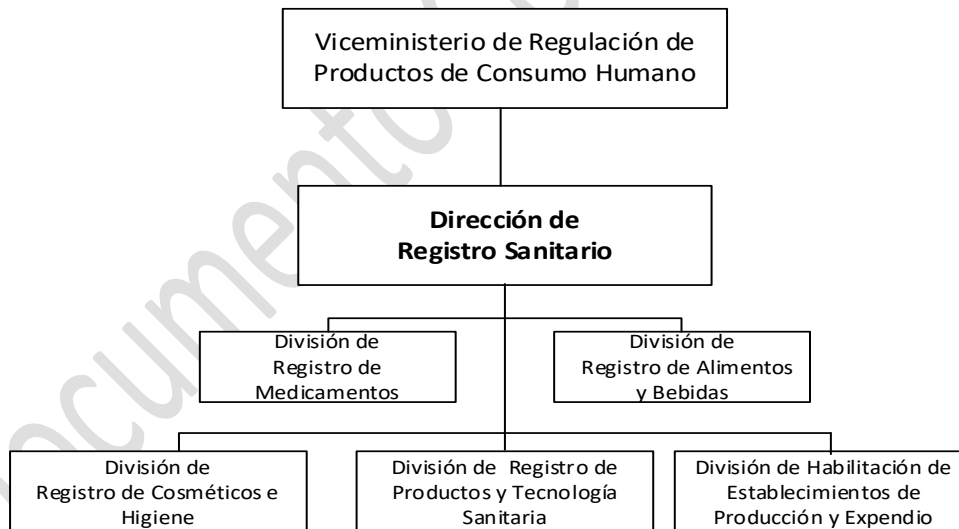 Viceministerio de Regulación de
Productos de Consumo Humano
Dirección de
Registro Sanitario
División de
Registro de
Medicamentos
División de
Registro de Alimentos
y Bebidas
División de
Registro de Cosméticos e
Higiene
División de Registro de
Productos y Tecnología
Sanitaria
División de Habilitación de
Establecimientos de
Producción y Expendio